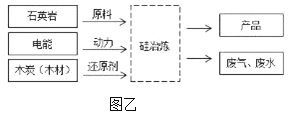 石英岩 原料
电能 动力 硅冶炼 产品
木炭（木材） 还原剂 废气、废水
图乙